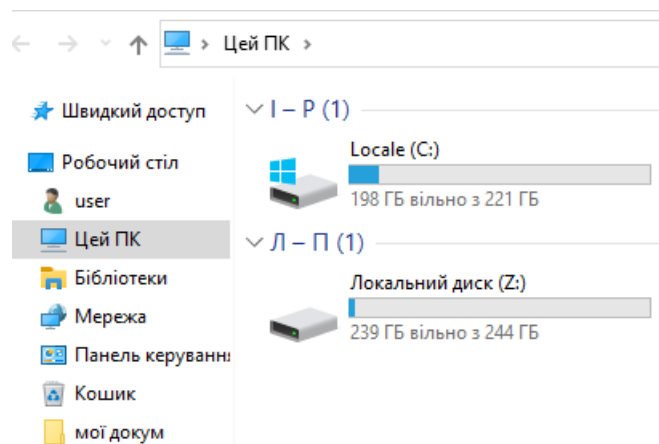 Цей ПК
Швидкий доступ
Робочий стіл
user
Цей ПК
Бібліотеки
Мережа
Панель керування
Кошик
мої докум
I – P (1)
Locale (C:)
198 ГБ вільно з 221 ГБ
Л – П (1)
Локальний диск (Z:)
239 ГБ вільно з 244 ГБ